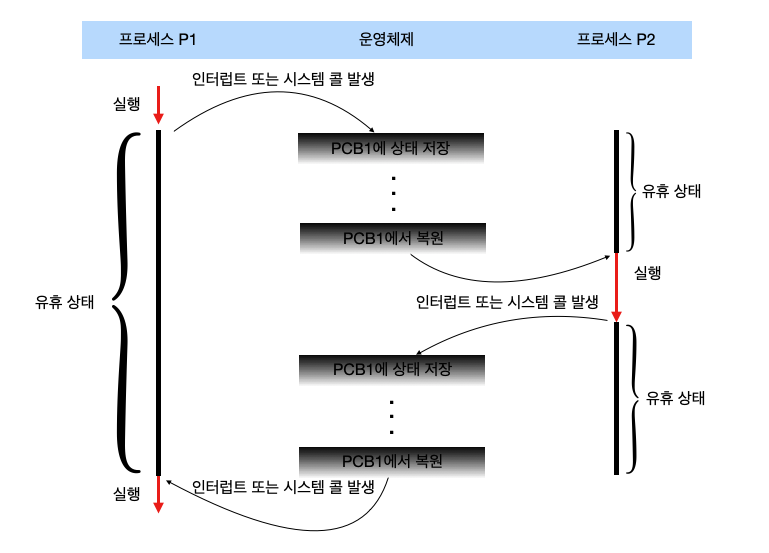 프로세스 P1
운영체제
프로세스 P2
인터럽트 또는 시스템 콜 발생
실행
PCB1에 상태 저장
유휴 상태
PCB1에서 복원
실행
유휴 상태
인터럽트 또는 시스템 콜 발생
PCB1에 상태 저장
유휴 상태
PCB1에서 복원
인터럽트 또는 시스템 콜 발생
실행